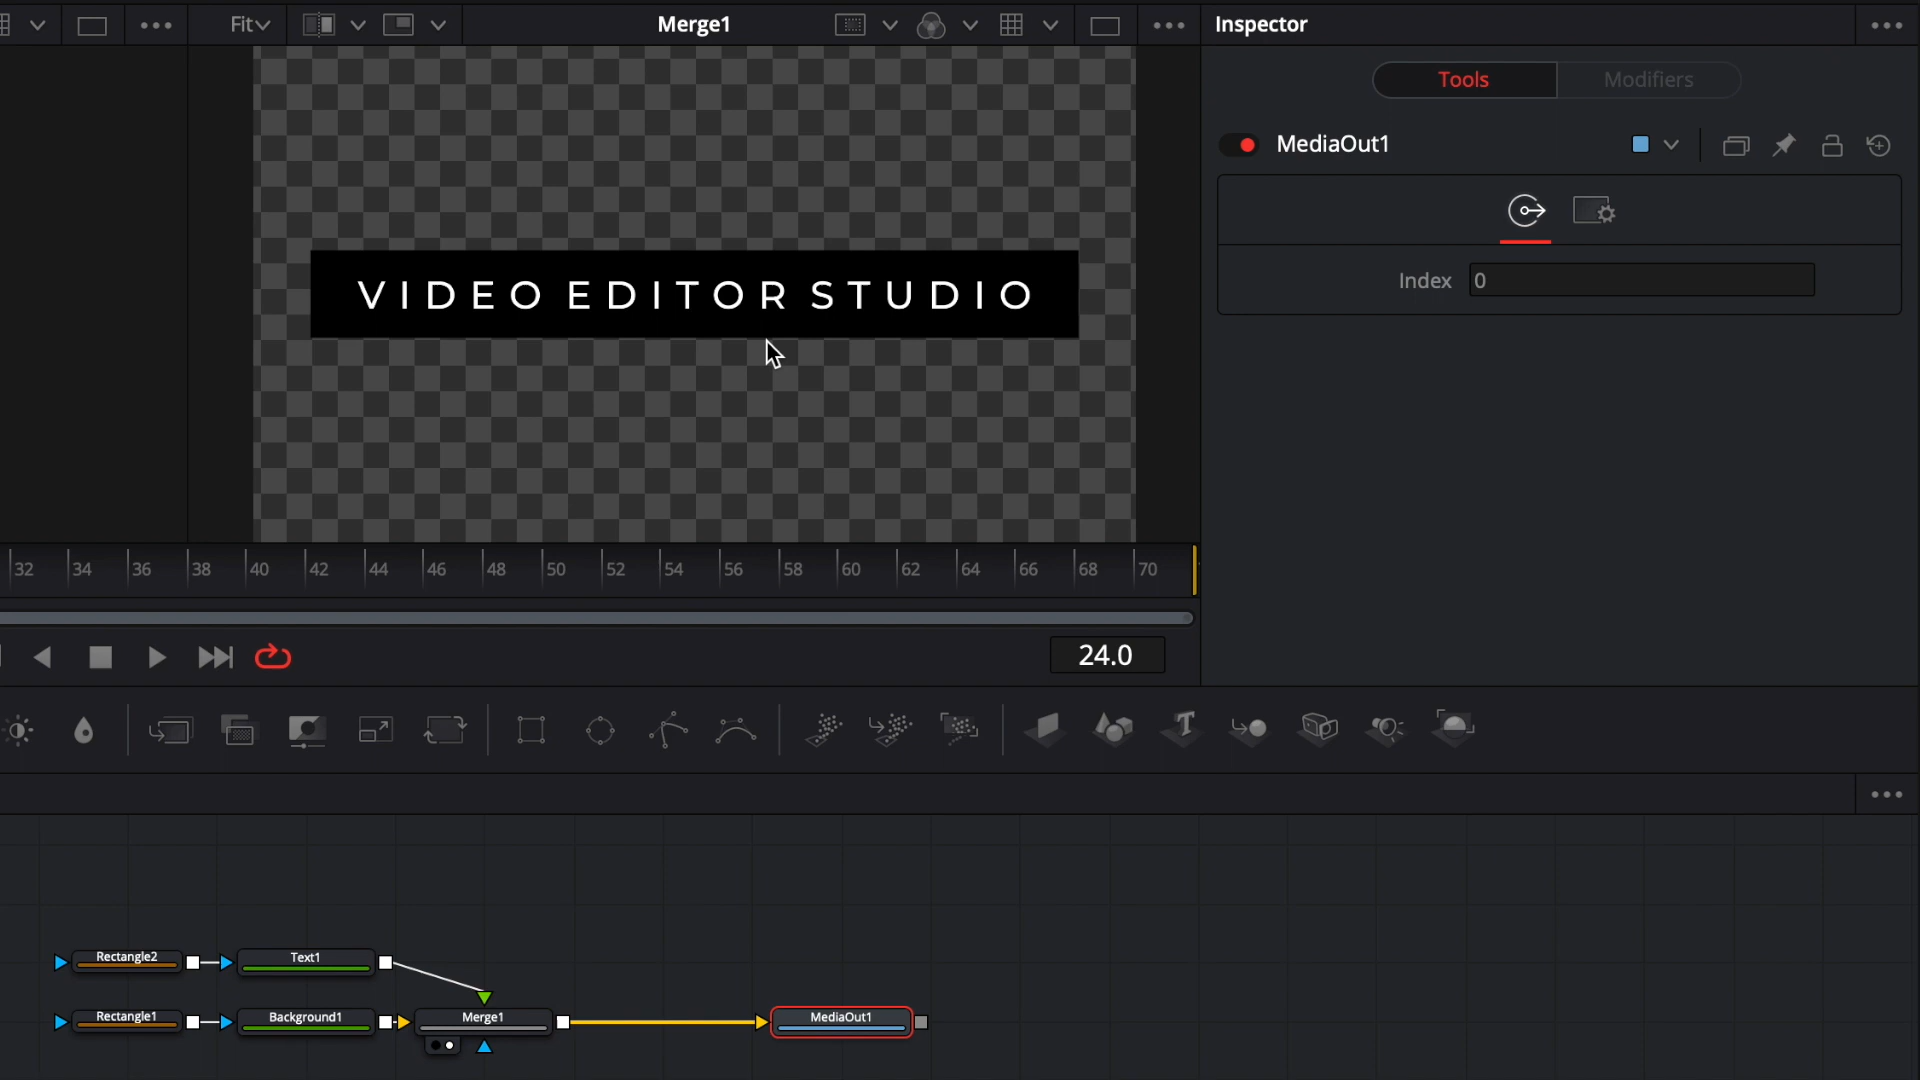 Fit
Merge1
Inspector
Tools
Modifiers
MediaOut1
Index
0
VIDEO EDITOR STUDIO
32
34
36
38
40
42
44
46
48
50
52
54
56
58
60
62
64
66
68
70
24.0
Rectangle2
Text1
Rectangle1
Background1
Merge1
MediaOut1